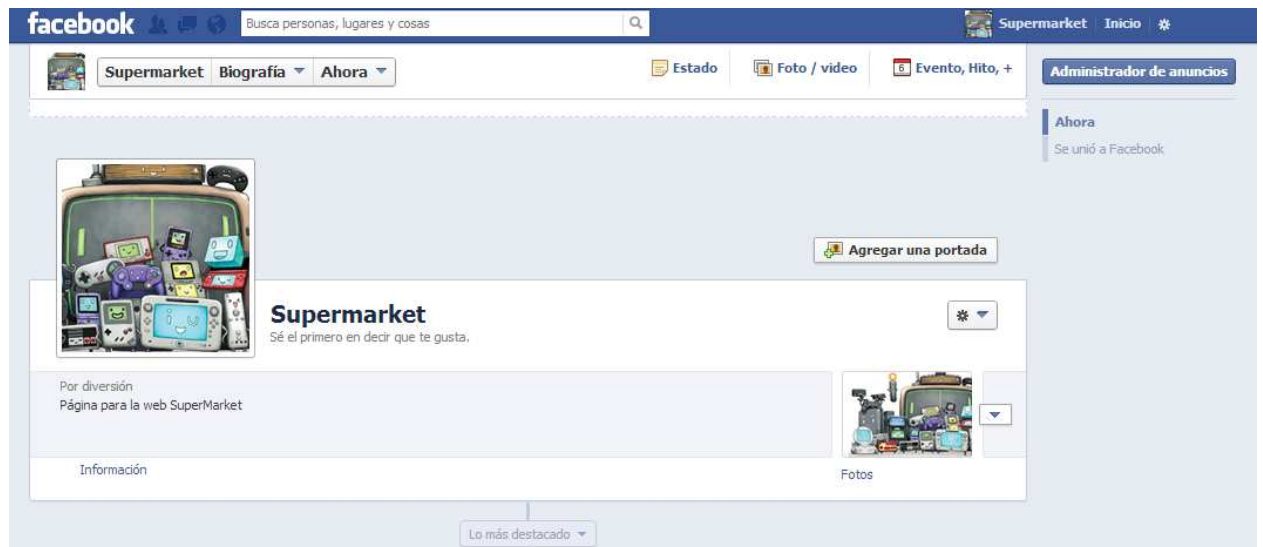 facebook
Busca personas, lugares y cosas
Supermarket Inicio
Supermarket Biografía Ahora
Estado
Foto / video
6
Evento, Hito, +
Administrador de anuncios
Ahora
Se unió a Facebook
Agregar una portada
Supermarket
Sé el primero en decir que te gusta.
Por diversión
Página para la web SuperMarket
Información
Fotos
Lo más destacado